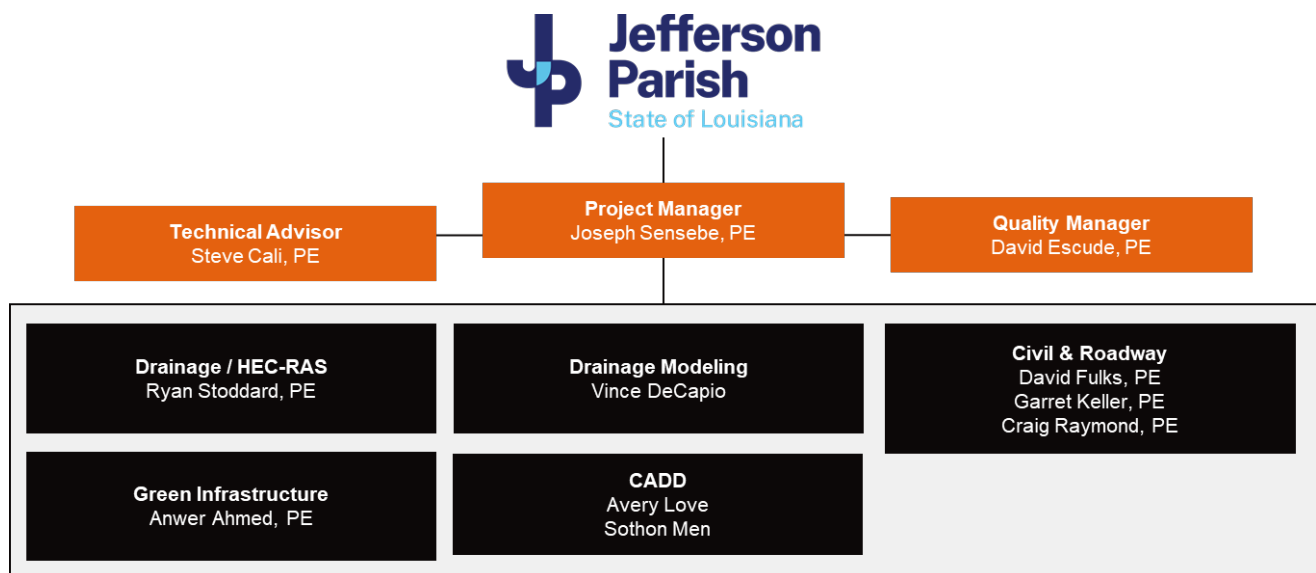 Jefferson
Parish
State of Louisiana
Project Manager
Joseph Sensebe, PE
Technical Advisor
Steve Cali, PE
Quality Manager
David Escude, PE
Drainage / HEC-RAS
Ryan Stoddard, PE
Drainage Modeling
Vince DeCapio
Civil & Roadway
David Fulks, PE
Garret Keller, PE
Craig Raymond, PE
Green Infrastructure
Anwer Ahmed, PE
CADD
Avery Love
Sothon Men